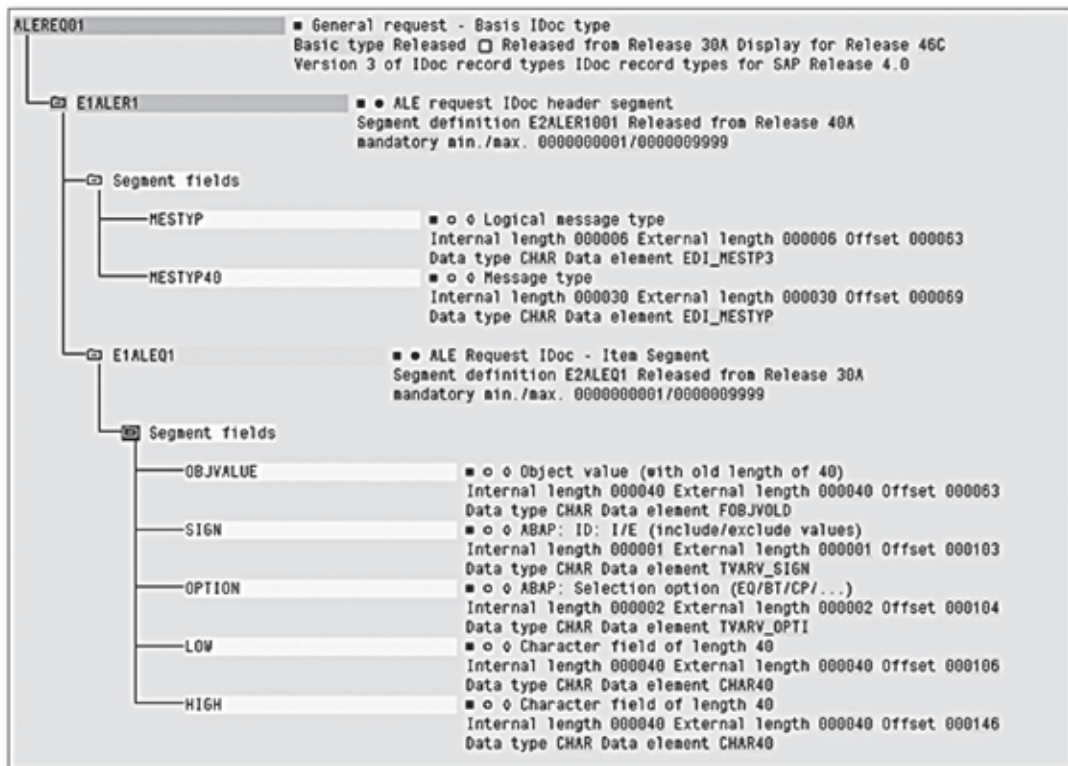 ALEREQ01 ■ General request - Basis IDoc type
Basic type Released □ Released from Release 30A Display for Release 46C
Version 3 of IDoc record types IDoc record types for SAP Release 4.0
E1ALER1 ■ ● ALE request IDoc header segment
Segment definition E2ALER1001 Released from Release 40A
mandatory min./max. 0000000001/0000009999
Segment fields
MESTYP ■ o ◊ Logical message type
Internal length 000006 External length 000006 Offset 000063
Data type CHAR Data element EDI_MESTP3
MESTYP40 ■ o ◊ Message type
Internal length 000030 External length 000030 Offset 000069
Data type CHAR Data element EDI_MESTYP
E1ALEQ1 ■ ● ALE Request IDoc - Item Segment
Segment definition E2ALEQ1 Released from Release 30A
mandatory min./max. 0000000001/0000009999
Segment fields
OBJVALUE ■ o ◊ Object value (with old length of 40)
Internal length 000040 External length 000040 Offset 000063
Data type CHAR Data element FOBJVOLD
SIGN ■ o ◊ ABAP: ID: I/E (include/exclude values)
Internal length 000001 External length 000001 Offset 000103
Data type CHAR Data element TVARV_SIGN
OPTION ■ o ◊ ABAP: Selection option (EQ/BT/CP/...)
Internal length 000002 External length 000002 Offset 000104
Data type CHAR Data element TVARV_OPTI
LOW ■ o ◊ Character field of length 40
Internal length 000040 External length 000040 Offset 000106
Data type CHAR Data element CHAR40
HIGH ■ o ◊ Character field of length 40
Internal length 000040 External length 000040 Offset 000146
Data type CHAR Data element CHAR40